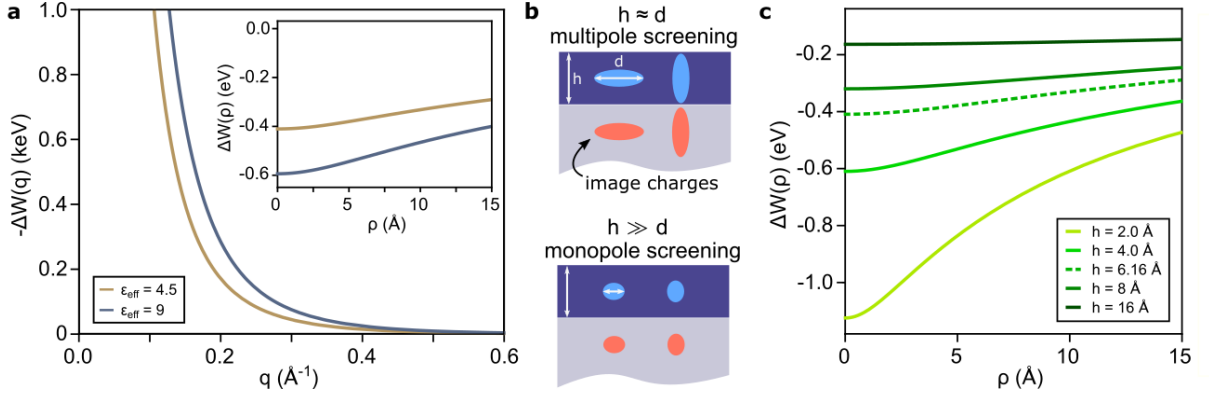 a
-ΔW(q) (keV)
1.0
0.8
0.6
0.4
0.2
0
0.0
0.2
0.4
0.6
q (Å⁻¹)
ε_eff = 4.5
ε_eff = 9
ΔW(ρ) (eV)
0.0
-0.2
-0.4
-0.6
0
5
10
15
ρ (Å)
b
h ≈ d
multipole screening
h
d
image charges
h ≫ d
monopole screening
c
ΔW(ρ) (eV)
-0.2
-0.4
-0.6
-0.8
-1.0
0
5
10
15
ρ (Å)
h = 2.0 Å
h = 4.0 Å
h = 6.16 Å
h = 8 Å
h = 16 Å